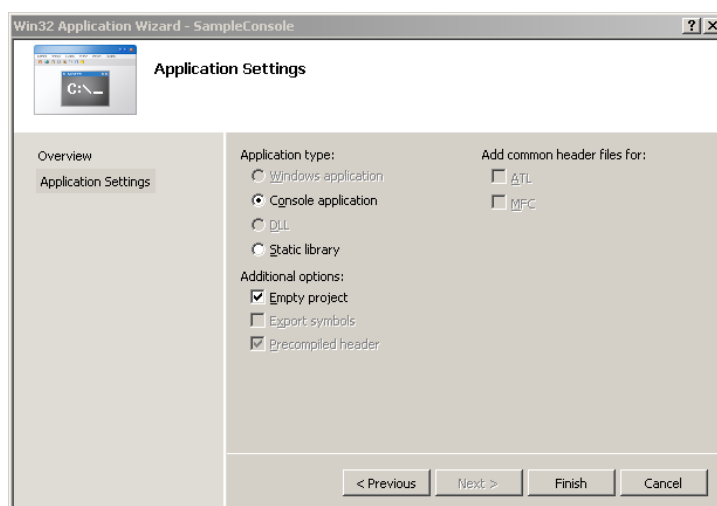 Win32 Application Wizard - SampleConsole
C:\_
Application Settings
Overview
Application Settings
Application type:
Windows application
Console application
DLL
Static library
Additional options:
Empty project
Export symbols
Precompiled header
Add common header files for:
ATL
MFC
< Previous
Next >
Finish
Cancel